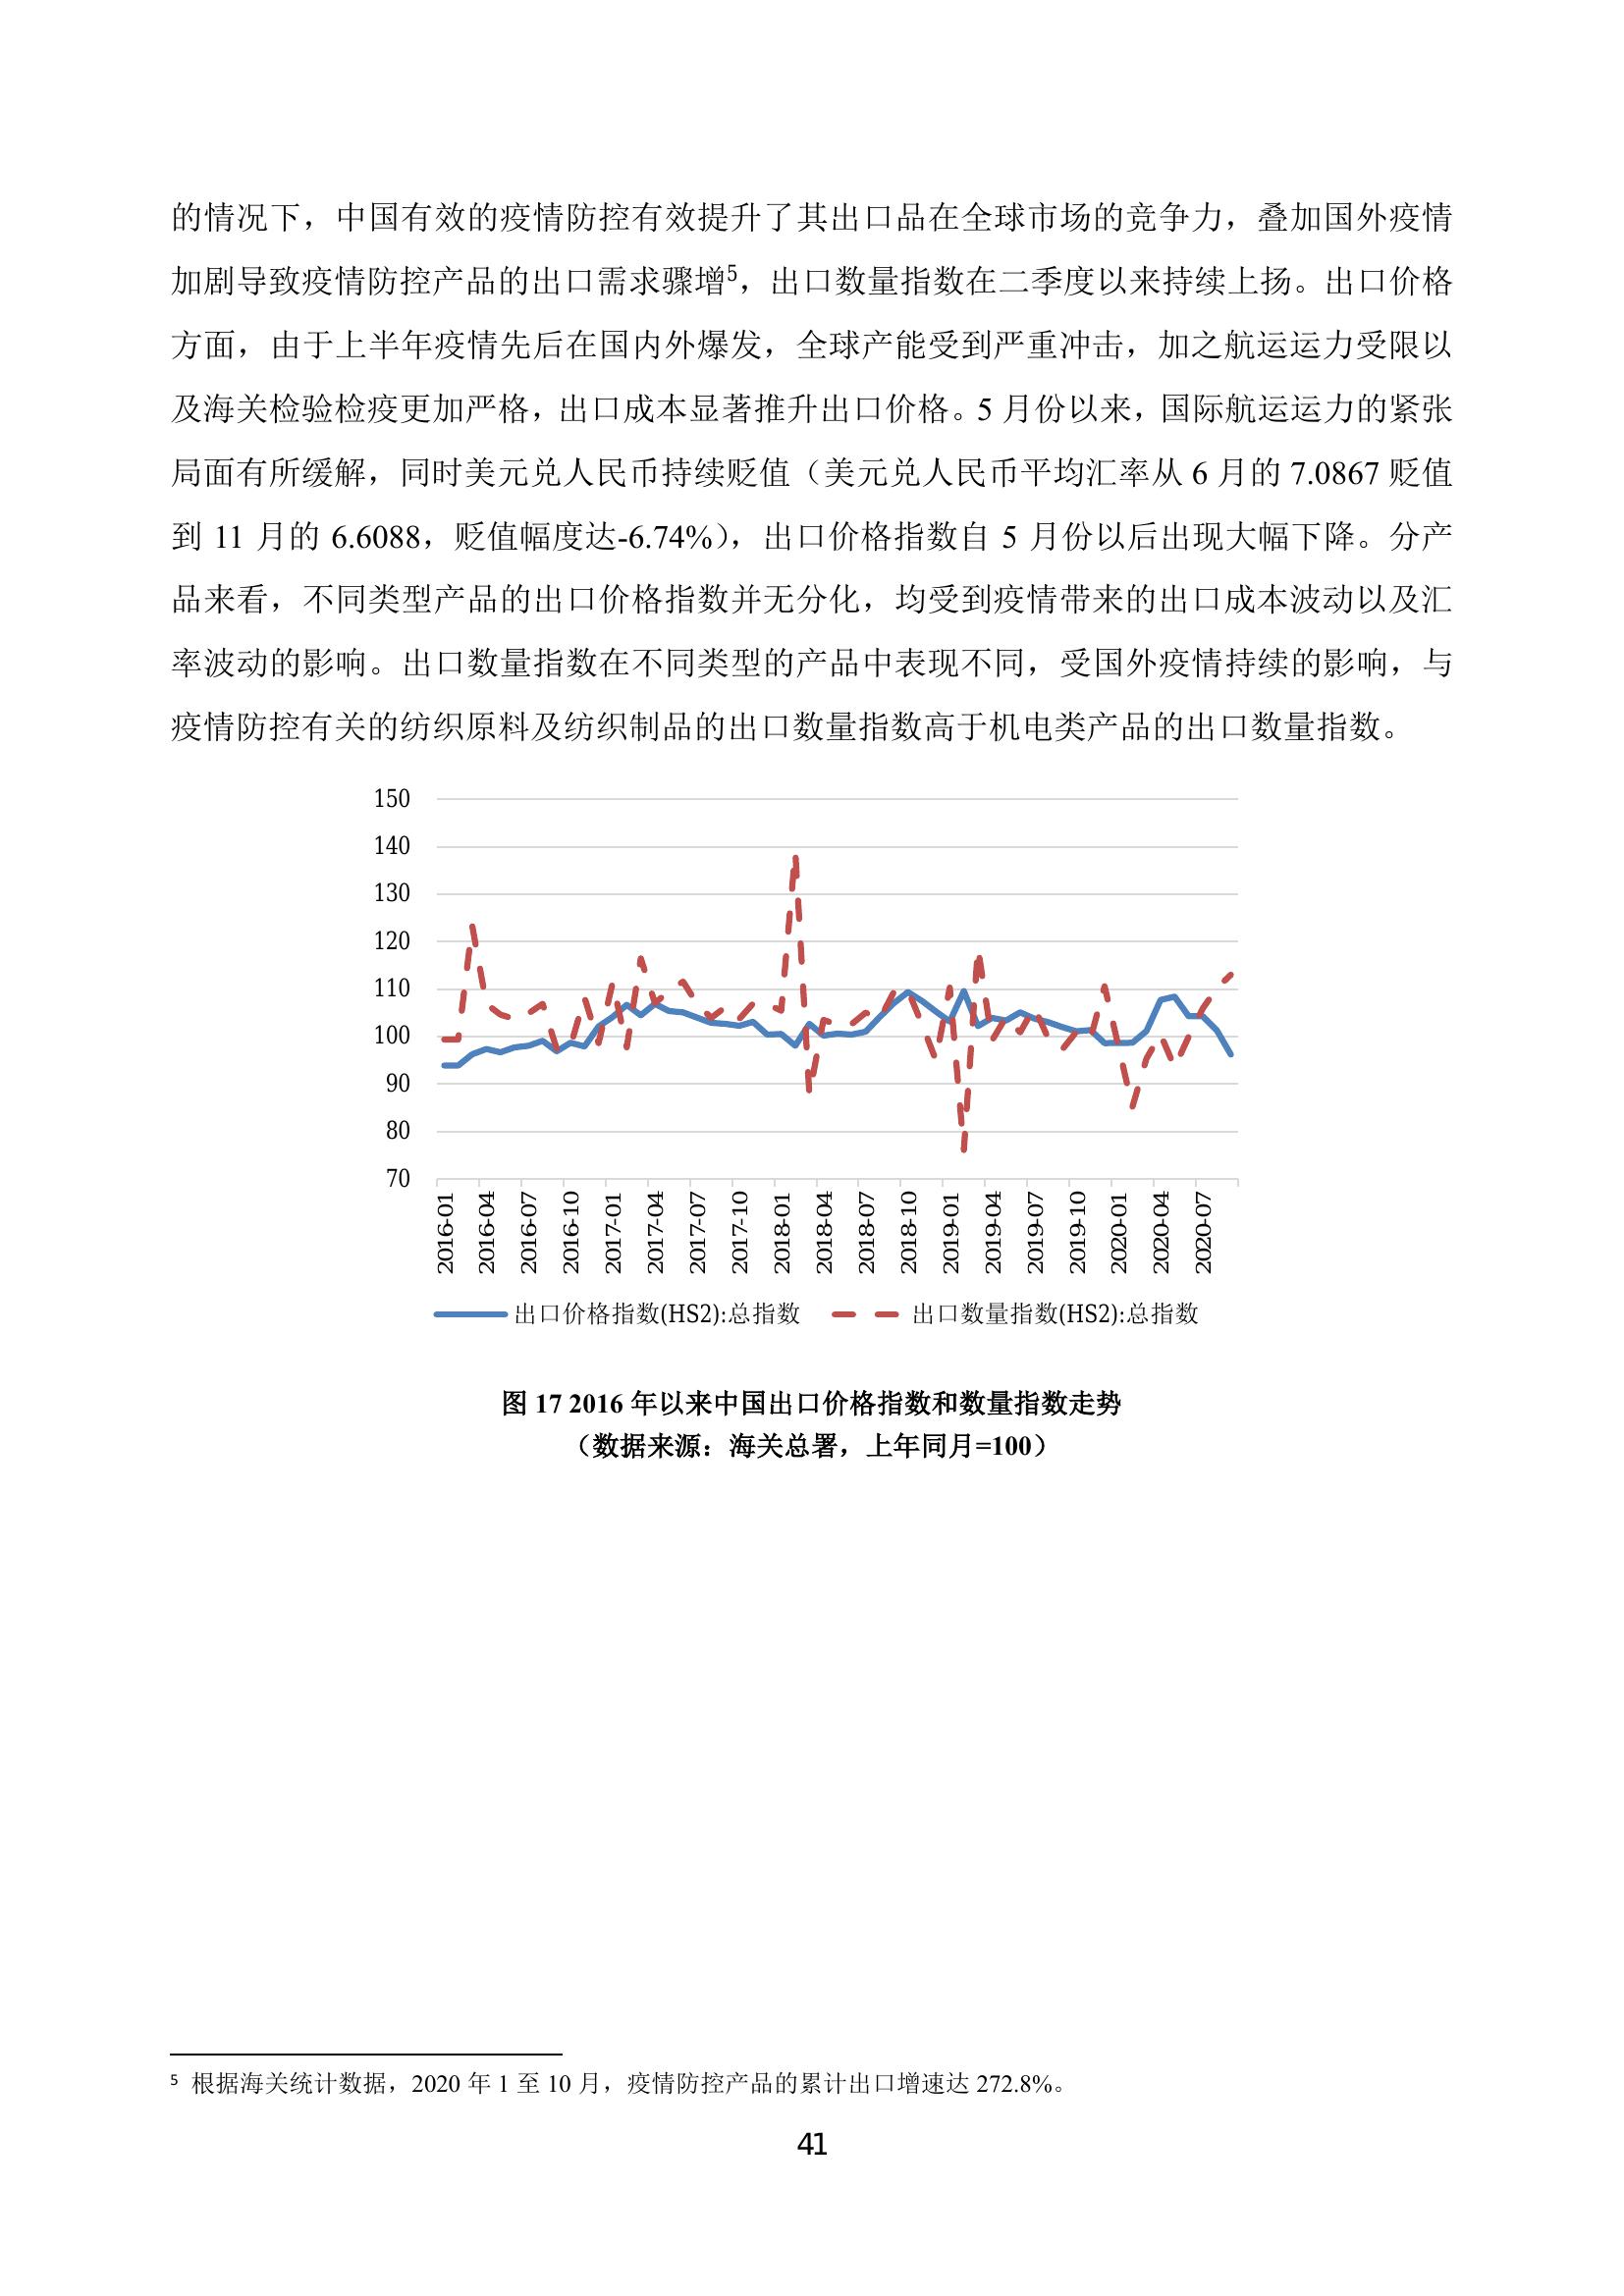 的情况下，中国有效的疫情防控有效提升了其出口品在全球市场的竞争力，叠加国外疫情
加剧导致疫情防控产品的出口需求骤增5，出口数量指数在二季度以来持续上扬。出口价格
方面，由于上半年疫情先后在国内外爆发，全球产能受到严重冲击，加之航运运力受限以
及海关检验检疫更加严格，出口成本显著推升出口价格。5 月份以来，国际航运运力的紧张
局面有所缓解，同时美元兑人民币持续贬值（美元兑人民币平均汇率从 6 月的 7.0867 贬值
到 11 月的 6.6088，贬值幅度达-6.74%），出口价格指数自 5 月份以后出现大幅下降。分产
品来看，不同类型产品的出口价格指数并无分化，均受到疫情带来的出口成本波动以及汇
率波动的影响。出口数量指数在不同类型的产品中表现不同，受国外疫情持续的影响，与
疫情防控有关的纺织原料及纺织制品的出口数量指数高于机电类产品的出口数量指数。
150
140
130
120
110
100
90
80
70
2016-01
2016-04
2016-07
2016-10
2017-01
2017-04
2017-07
2017-10
2018-01
2018-04
2018-07
2018-10
2019-01
2019-04
2019-07
2019-10
2020-01
2020-04
2020-07
出口价格指数(HS2):总指数 出口数量指数(HS2):总指数
图 17 2016 年以来中国出口价格指数和数量指数走势
（数据来源：海关总署，上年同月=100）
5 根据海关统计数据，2020 年 1 至 10 月，疫情防控产品的累计出口增速达 272.8%。
41